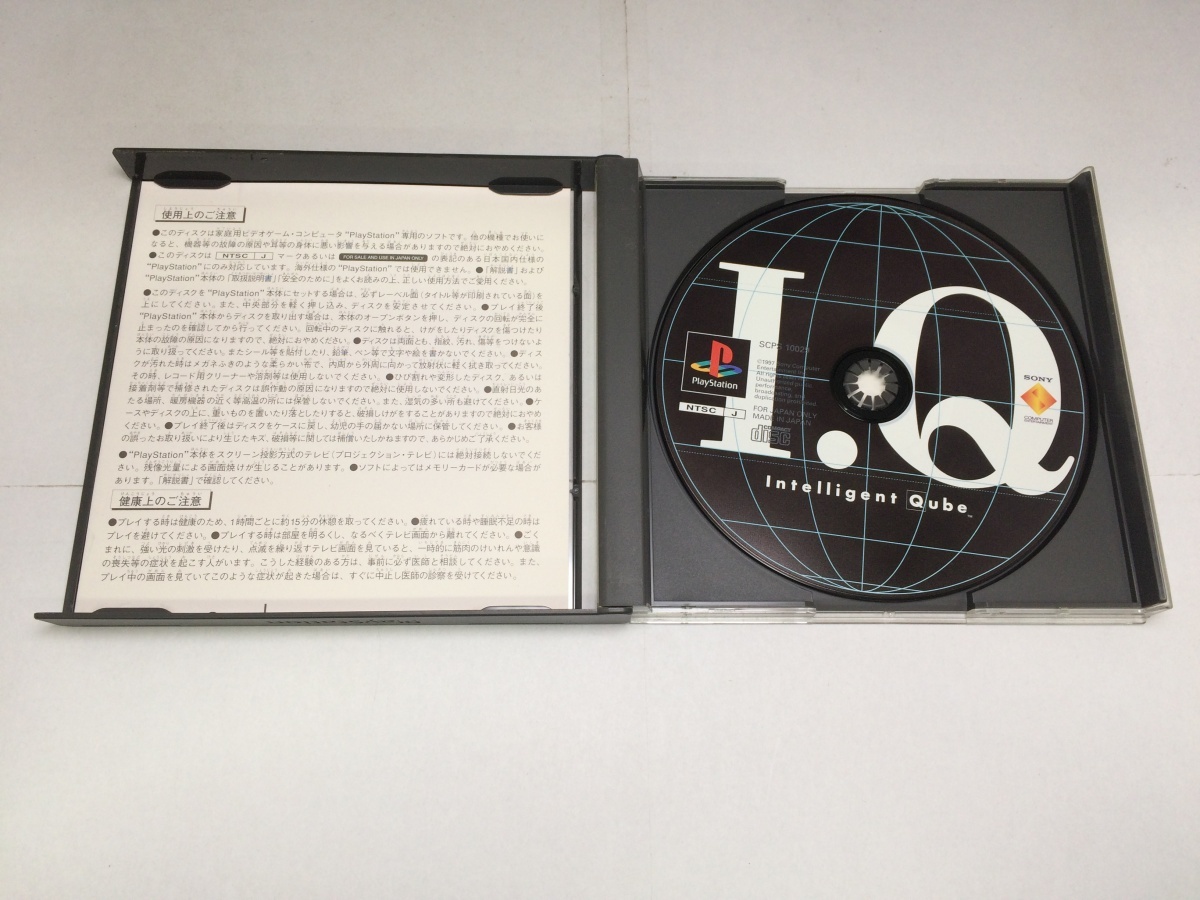 使用上のご注意
●このディスクは家庭用ビデオゲーム・コンピュータ"PlayStation"専用のソフトです。他の機種でお使いに
なると、機器等の故障の原因や耳等の身体に悪い影響を与える場合がありますので絶対におやめください。
●このディスクは NTSC J マークあるいは FOR SALE AND USE IN JAPAN ONLY の表記のある日本国内仕様の
"PlayStation"にのみ対応しています。海外仕様の"PlayStation"では使用できません。●「解説書」および
"PlayStation"本体の「取扱説明書」「安全のために」をよくお読みの上、正しい使用方法でご愛用ください。
●このディスクを"PlayStation"本体にセットする場合は、必ずレーベル面(タイトル等が印刷されている面)を
上にしてください。また、中央部分を軽く押し込み、ディスクを安定させてください。●プレイ終了後
"PlayStation"本体からディスクを取り出す場合は、本体のオープンボタンを押し、ディスクの回転が完全に
止まったのを確認してから行ってください。回転中のディスクに触れると、けがをしたりディスクを傷つけたり
本体の故障の原因になりますので、絶対におやめください。●ディスクは両面とも、指紋、汚れ、傷等をつけないよ
うに取り扱ってください。またシール等を貼付したり、鉛筆、ペン等で文字や絵を書かないでください。●ディス
クが汚れた時はメガネふきのような柔らかい布で、内周から外周に向かって放射状に軽く拭き取ってください。
その時、レコード用クリーナーや溶剤等は使用しないでください。●ひび割れや変形したディスク、あるいは
接着剤等で補修されたディスクは誤作動の原因になりますので絶対に使用しないでください。●直射日光のあ
たる場所、暖房機器の近く等高温の所には保管しないでください。また、湿気の多い所も避けてください。●ケ
ースやディスクの上に、重いものを置いたり落としたりすると、破損しけがをすることがありますので絶対におやめ
ください。●プレイ終了後はディスクをケースに戻し、幼児の手の届かない場所に保管してください。●お客様
の誤ったお取り扱いにより生じたキズ、破損等に関しては補償いたしかねますので、あらかじめご了承ください。
●"PlayStation"本体をスクリーン投影方式のテレビ(プロジェクション・テレビ)には絶対接続しないでくだ
さい。残像光量による画面焼けが生じることがあります。●ソフトによってはメモリーカードが必要な場合が
あります。「解説書」で確認してください。
健康上のご注意
●プレイする時は健康のため、1時間ごとに約15分の休憩を取ってください。●疲れている時や睡眠不足の時は
プレイを避けてください。●プレイする時は部屋を明るくし、なるべくテレビ画面から離れてください。●ごく
まれに、強い光の刺激を受けたり、点滅を繰り返すテレビ画面を見ていると、一時的に筋肉のけいれんや意識
の喪失等の症状を起こす人がいます。こうした経験のある方は、事前に必ず医師と相談してください。また、
プレイ中の画面を見ていてこのような症状が起きた場合は、すぐに中止し医師の診察を受けてください。
PlayStation
I.Q
Intelligent Qube™
PlayStation
NTSC J
SCPS 10029
©1997 Sony Computer
Entertainment Inc.
All rights reserved.
Unauthorized
performance,
broadcasting, and
duplication prohibited.
FOR JAPAN ONLY
MADE IN JAPAN
COMPACT
disc
SONY
COMPUTER
ENTERTAINMENT